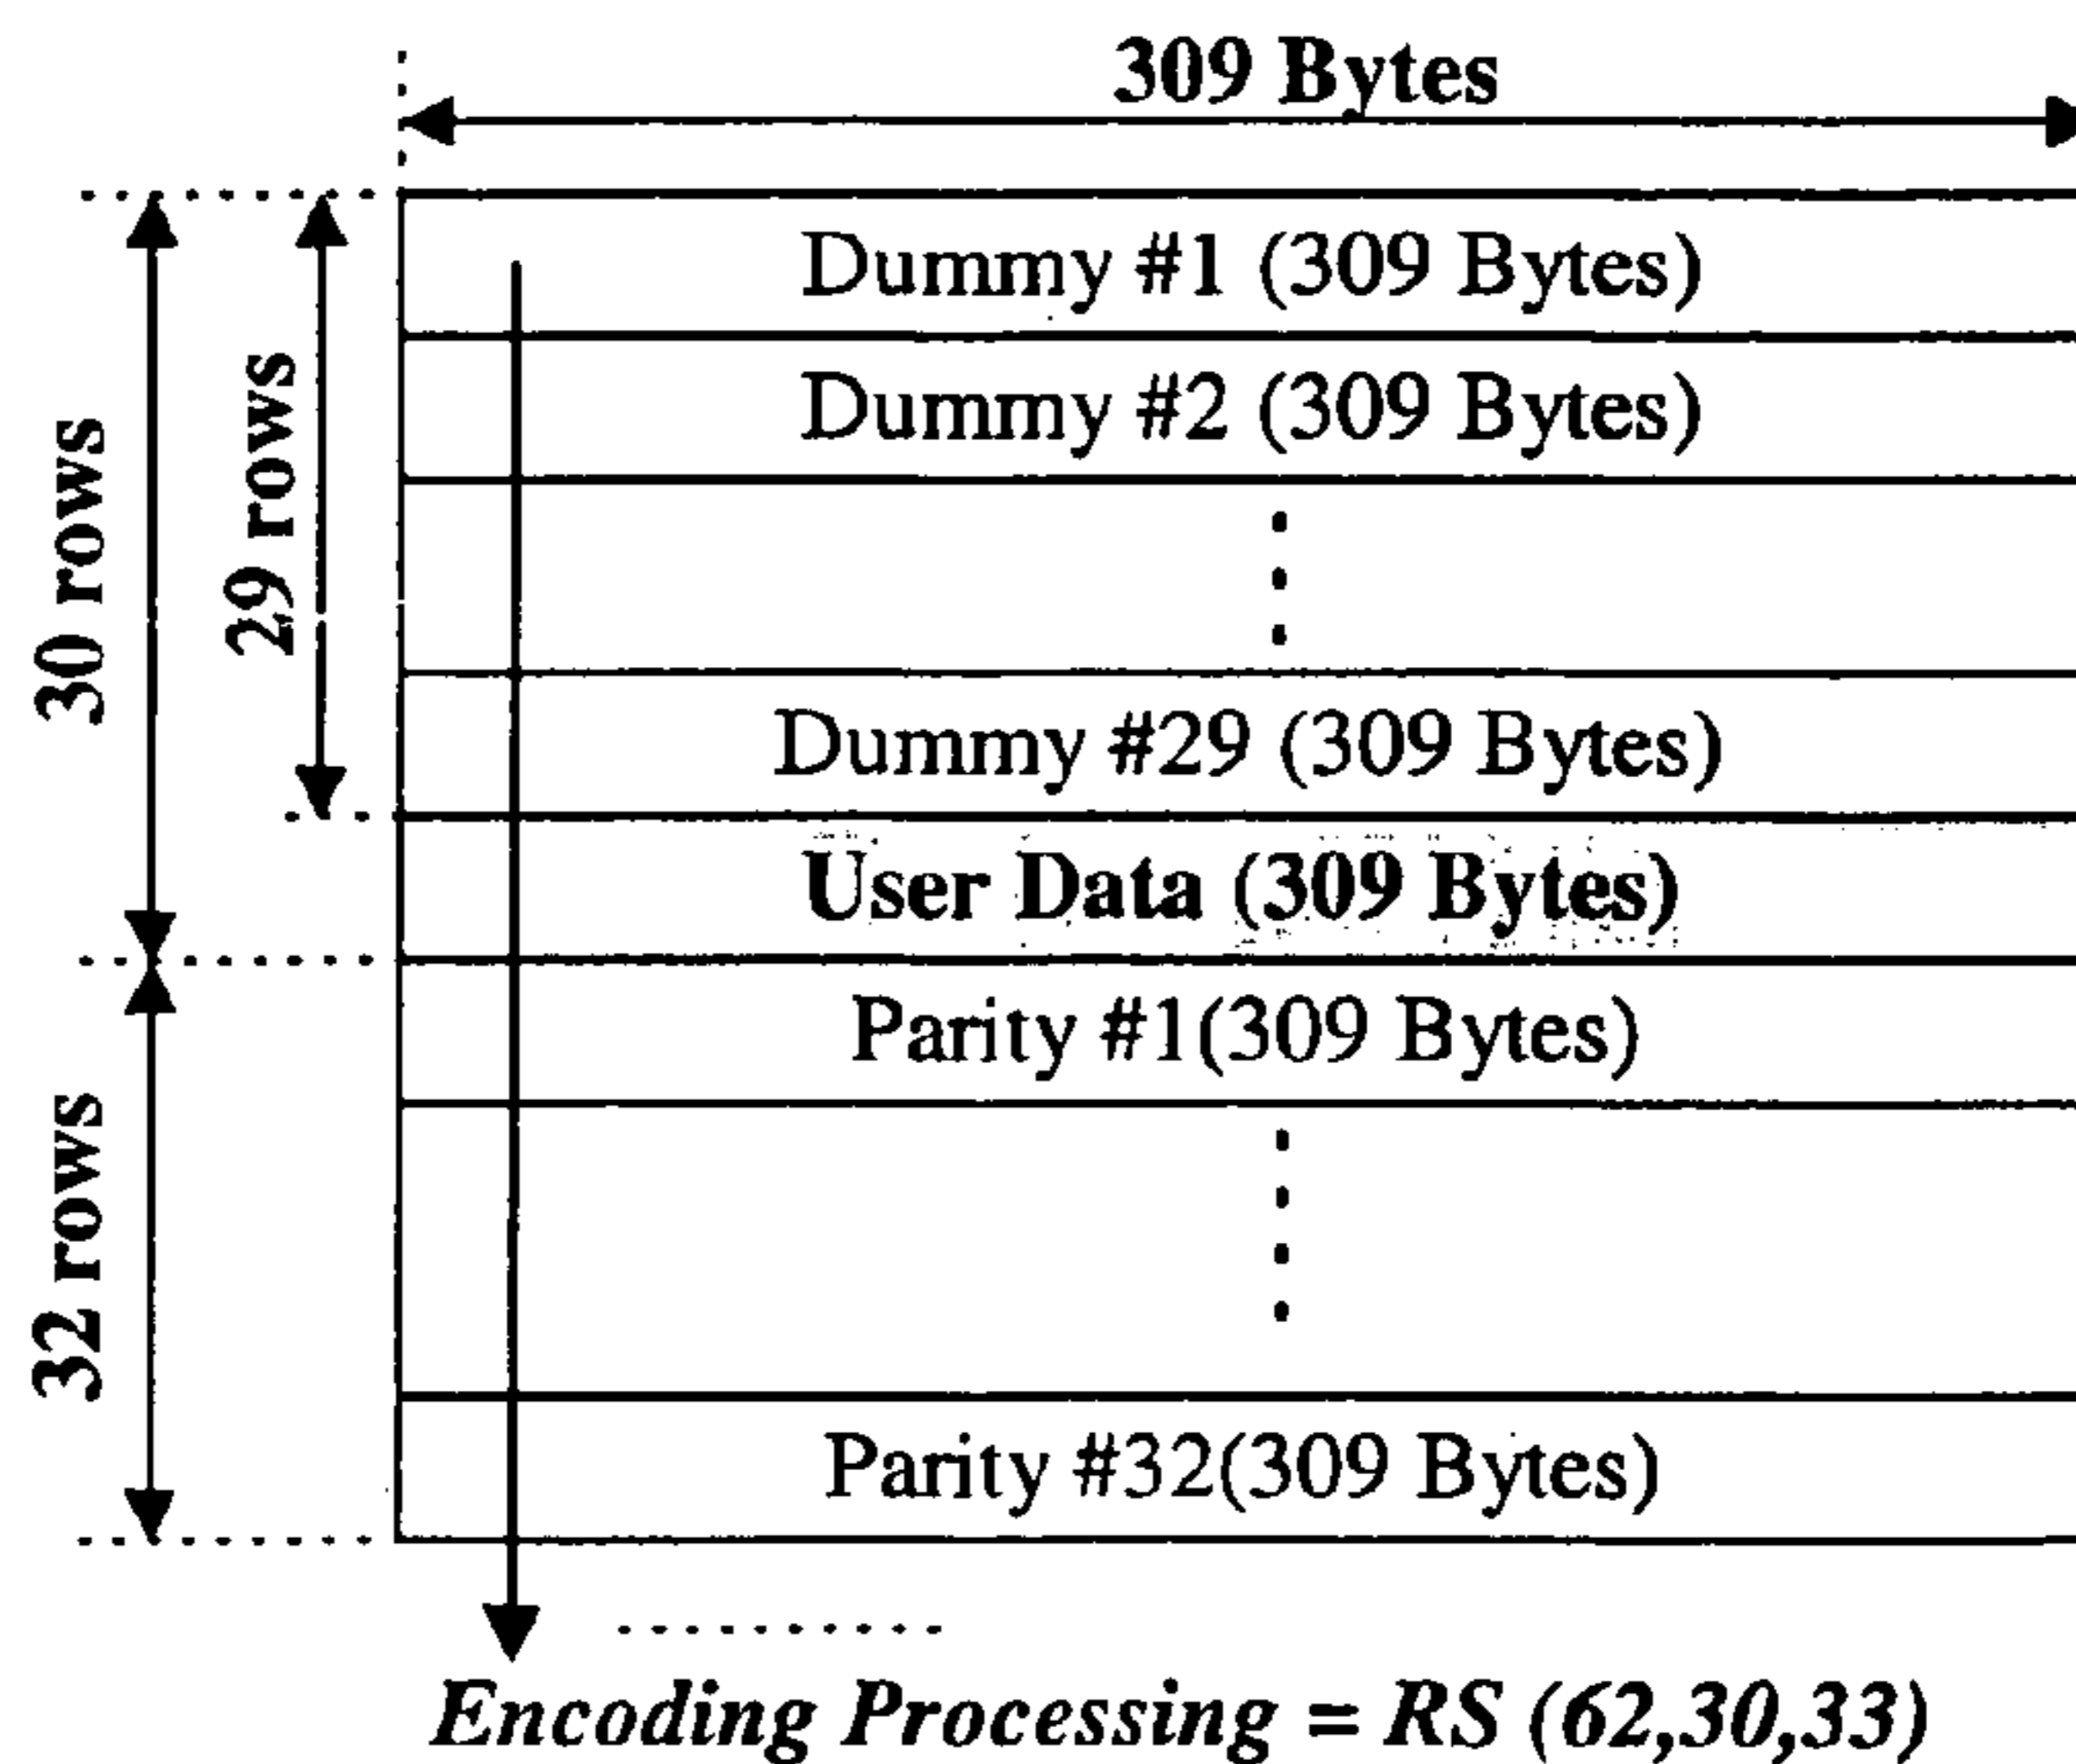 309 Bytes
Dummy #1 (309 Bytes)
Dummy #2 (309 Bytes)
30 rows
29 rows
Dummy #29 (309 Bytes)
User Data (309 Bytes)
Parity #1(309 Bytes)
32 rows
Parity #32(309 Bytes)
Encoding Processing = RS (62,30,33)